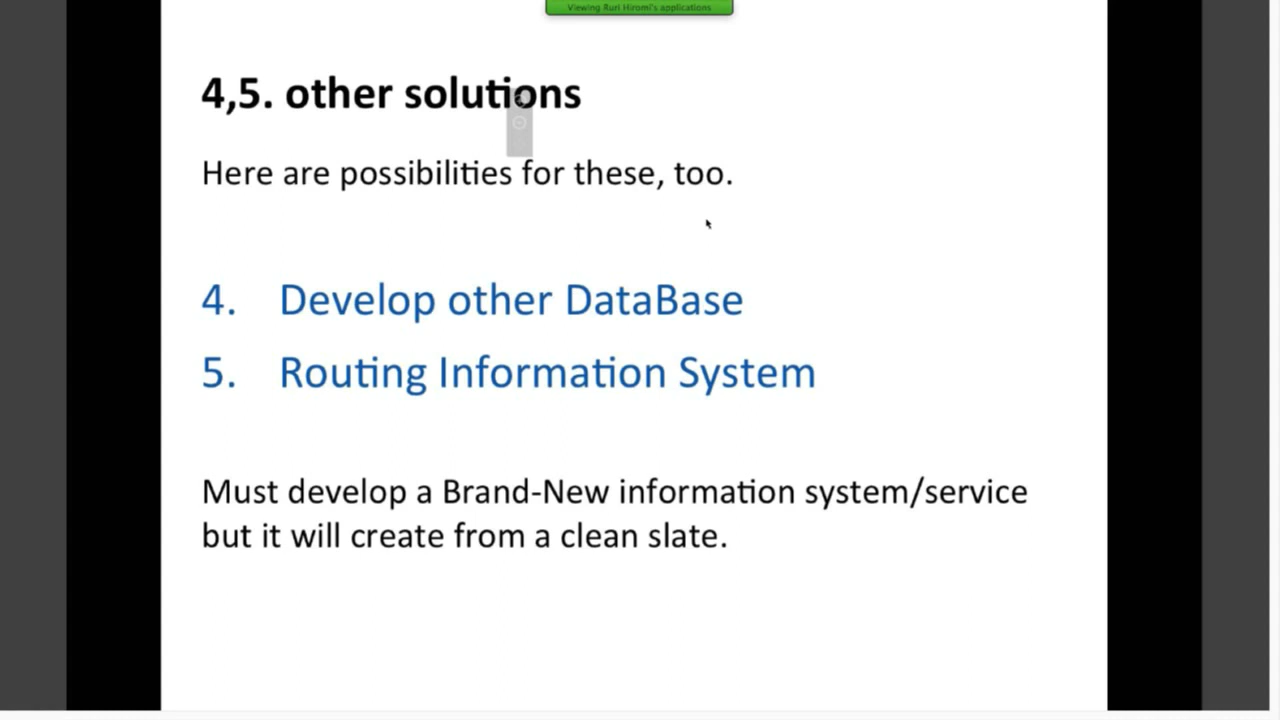 Viewing Ruri Hiromi's applications
4,5. other solutions
Here are possibilities for these, too.
4. Develop other DataBase
5. Routing Information System
Must develop a Brand-New information system/service
but it will create from a clean slate.